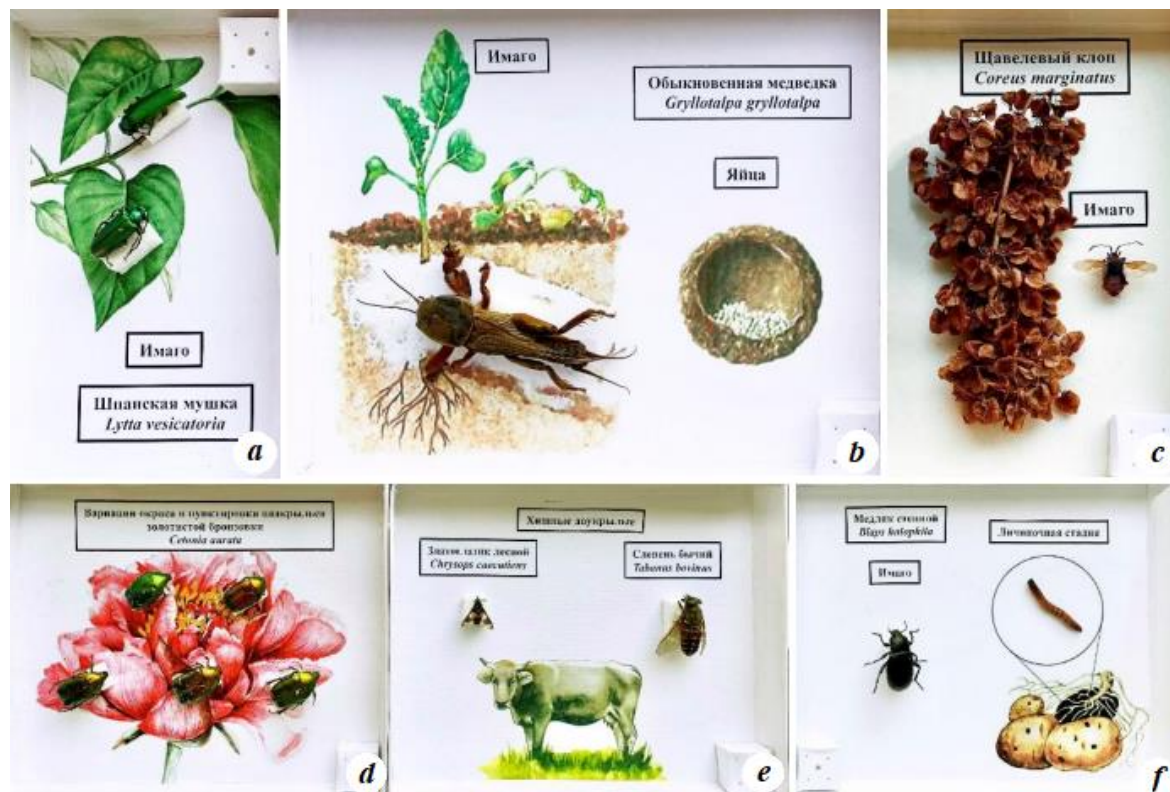 Шпанская мушка
Lytta vesicatoria
Имаго
a
Имаго
Обыкновенная медведка
Gryllotalpa gryllotalpa
Яйца
b
Щавелевый клоп
Coreus marginatus
Имаго
c
Вариации окраса и пунктировки надкрыльев
золотистой бронзовки
Cetonia aurata
d
Хищные двукрылые
Златоглазик лесной
Chrysops caecutiens
Слепень бычий
Tabanus bovinus
e
Медляк степной
Blaps halophila
Имаго
Личиночная стадия
f